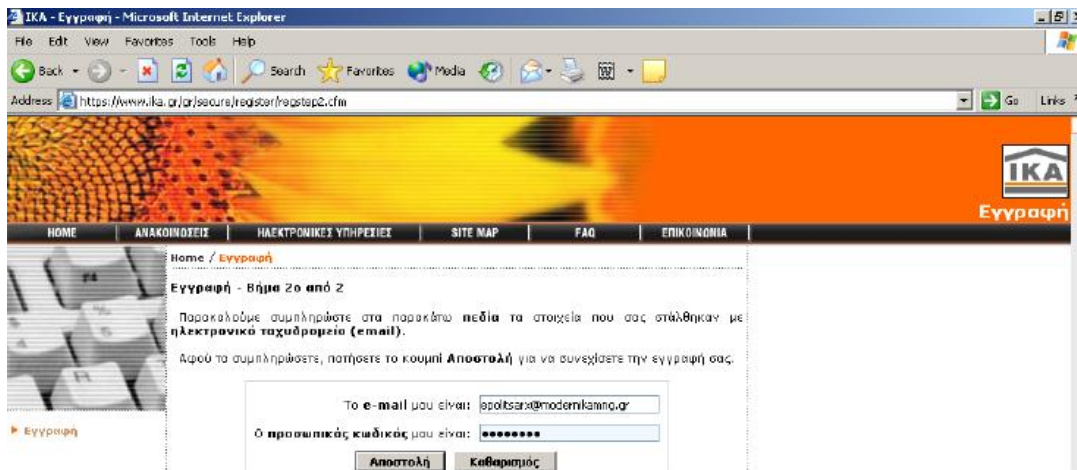 IKA - Εγγραφή - Microsoft Internet Explorer
File Edit View Favorites Tools Help
Back Search Favorites Media
Address https://www.ika.gr/gr/secure/register/regstep2.cfm Go Links
IKA
Εγγραφή
HOME ΑΝΑΚΟΙΝΩΣΕΙΣ ΗΛΕΚΤΡΟΝΙΚΕΣ ΥΠΗΡΕΣΙΕΣ SITE MAP FAQ ΕΠΙΚΟΙΝΩΝΙΑ
Home / Εγγραφή
Εγγραφή - Βήμα 2ο από 2
Παρακαλούμε συμπληρώστε στα παρακάτω πεδία τα στοιχεία που σας στάλθηκαν με
ηλεκτρονικό ταχυδρομείο (email).
Αφού τα συμπληρώσετε, πατήσετε το κουμπί Αποστολή για να συνεχίσετε την εγγραφή σας.
Το e-mail μου είναι: epolitsarx@modernikamng.gr
Εγγραφή
Ο προσωπικός κωδικός μου είναι: ●●●●●●●●
Αποστολή Καθαρισμός